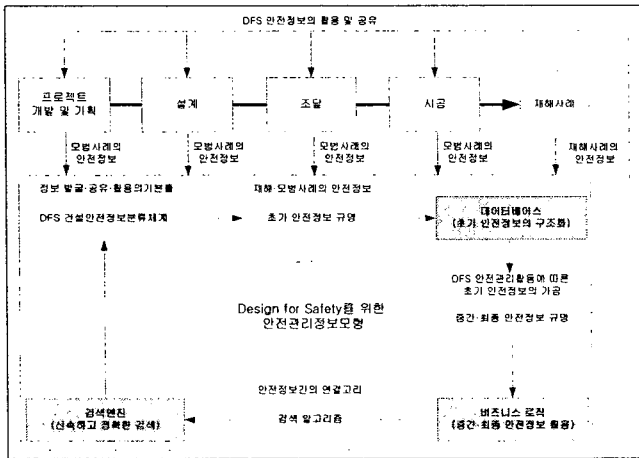 DFS 안전정보의 활용 및 공유
프로젝트
개발 및 기획
설계
조달
시공
재해사례
모범사례의
안전정보
모범사례의
안전정보
모범사례의
안전정보
모범사례의
안전정보
재해사례의
안전정보
정보 발굴·공유·활용의기본틀
DFS 건설안전정보분류체계
재해·모범사례의 안전정보
초기 안전정보 규명
데이터베이스
(초기 안전정보의 구조화)
DFS 안전관리활동에 따른
초기 안전정보의 가공
중간·최종 안전정보 규명
Design for Safety를 위한
안전관리정보모형
안전정보간의 연결고리
검색 알고리즘
검색엔진
(신속하고 정확한 검색)
비즈니스 로직
(중간·최종 안전정보 활용)